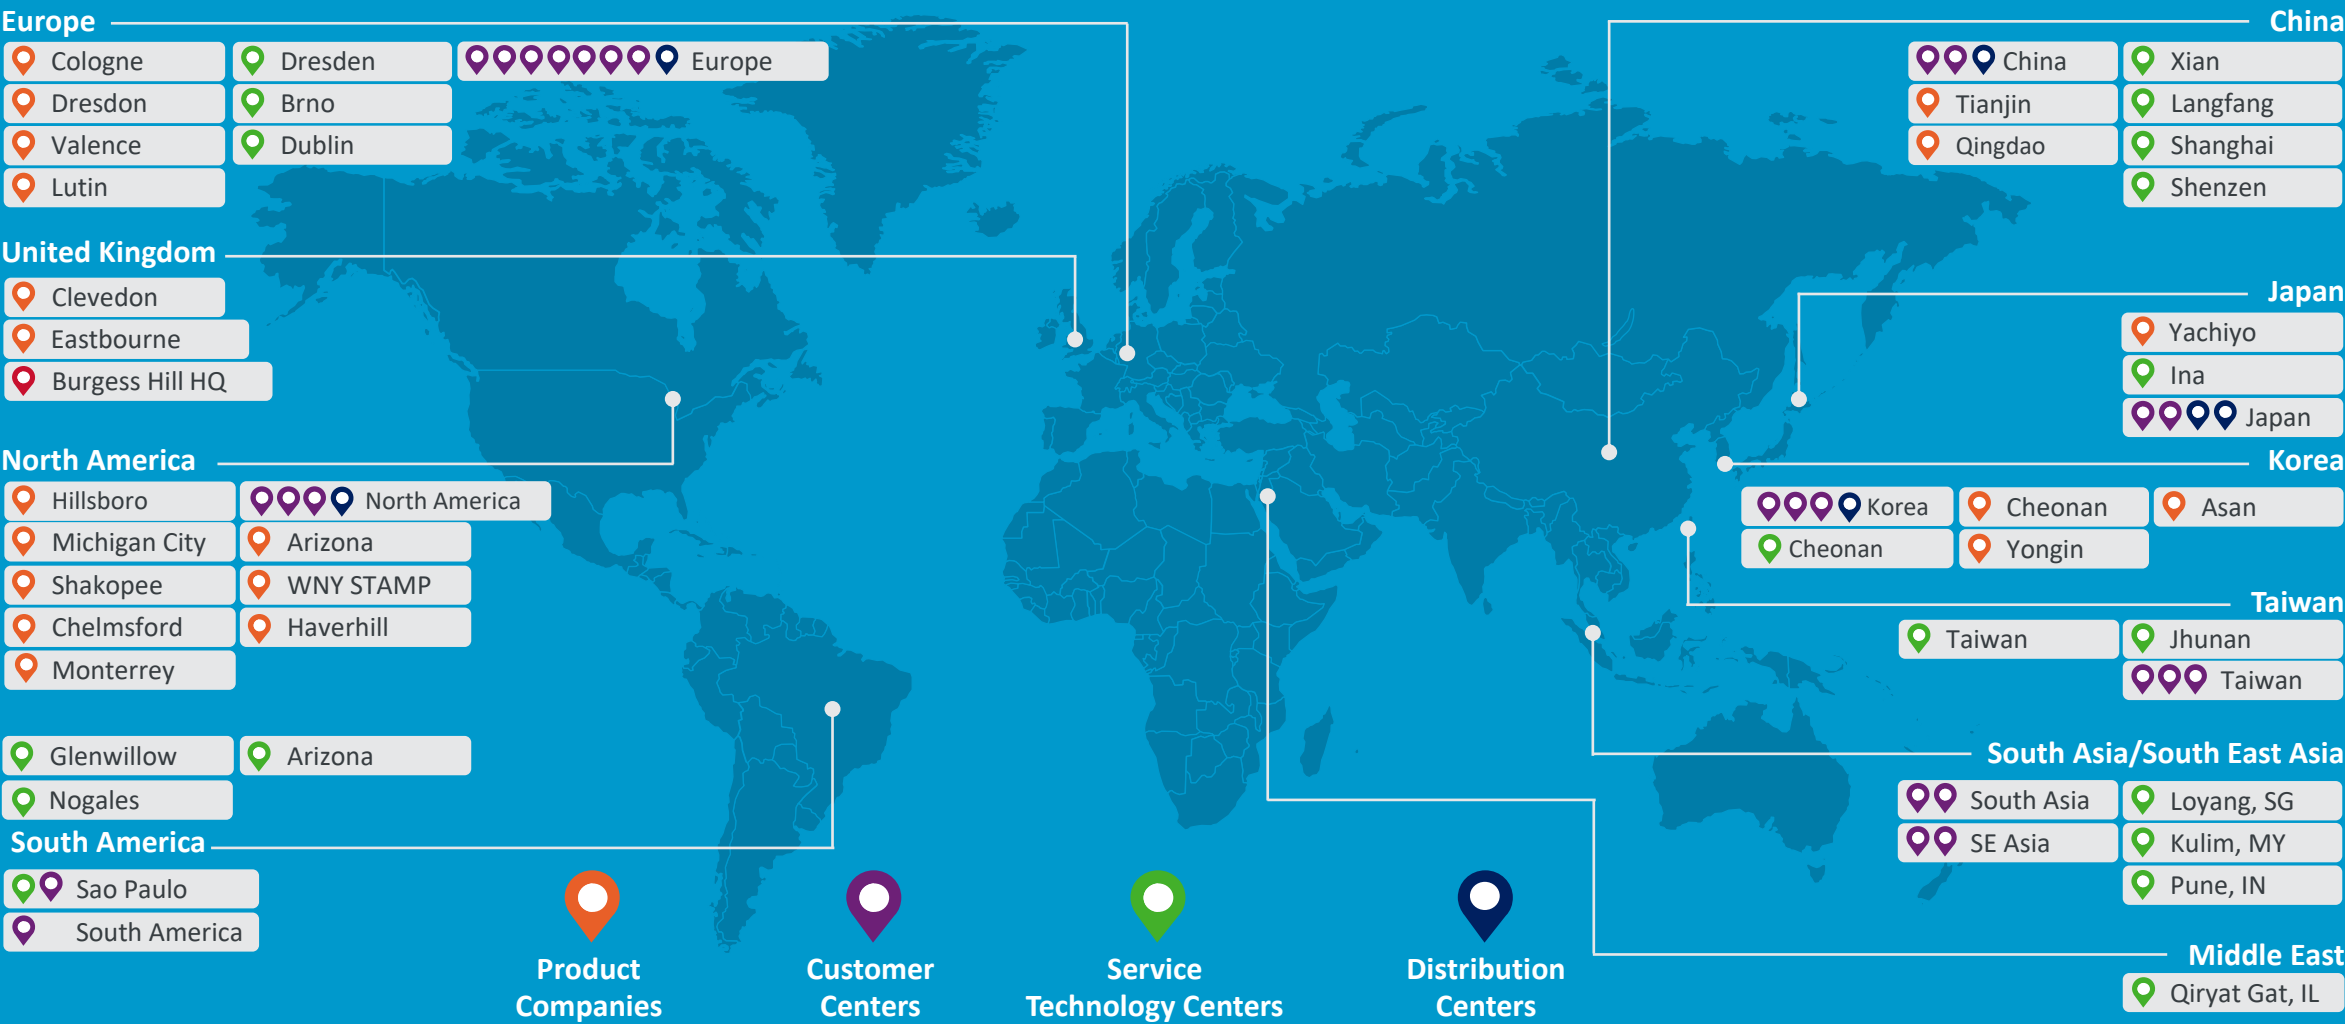 Europe
Cologne
Dresden
Europe
Dresdon
Brno
Valence
Dublin
Lutin
United Kingdom
Clevedon
Eastbourne
Burgess Hill HQ
North America
Hillsboro
North America
Michigan City
Arizona
Shakopee
WNY STAMP
Chelmsford
Haverhill
Monterrey
Glenwillow
Arizona
Nogales
South America
Sao Paulo
South America
China
China
Xian
Tianjin
Langfang
Qingdao
Shanghai
Shenzen
Japan
Yachiyo
Ina
Japan
Korea
Korea
Cheonan
Asan
Cheonan
Yongin
Taiwan
Taiwan
Jhunan
Taiwan
South Asia/South East Asia
South Asia
Loyang, SG
SE Asia
Kulim, MY
Pune, IN
Middle East
Qiryat Gat, IL
Product
Companies
Customer
Centers
Service
Technology Centers
Distribution
Centers